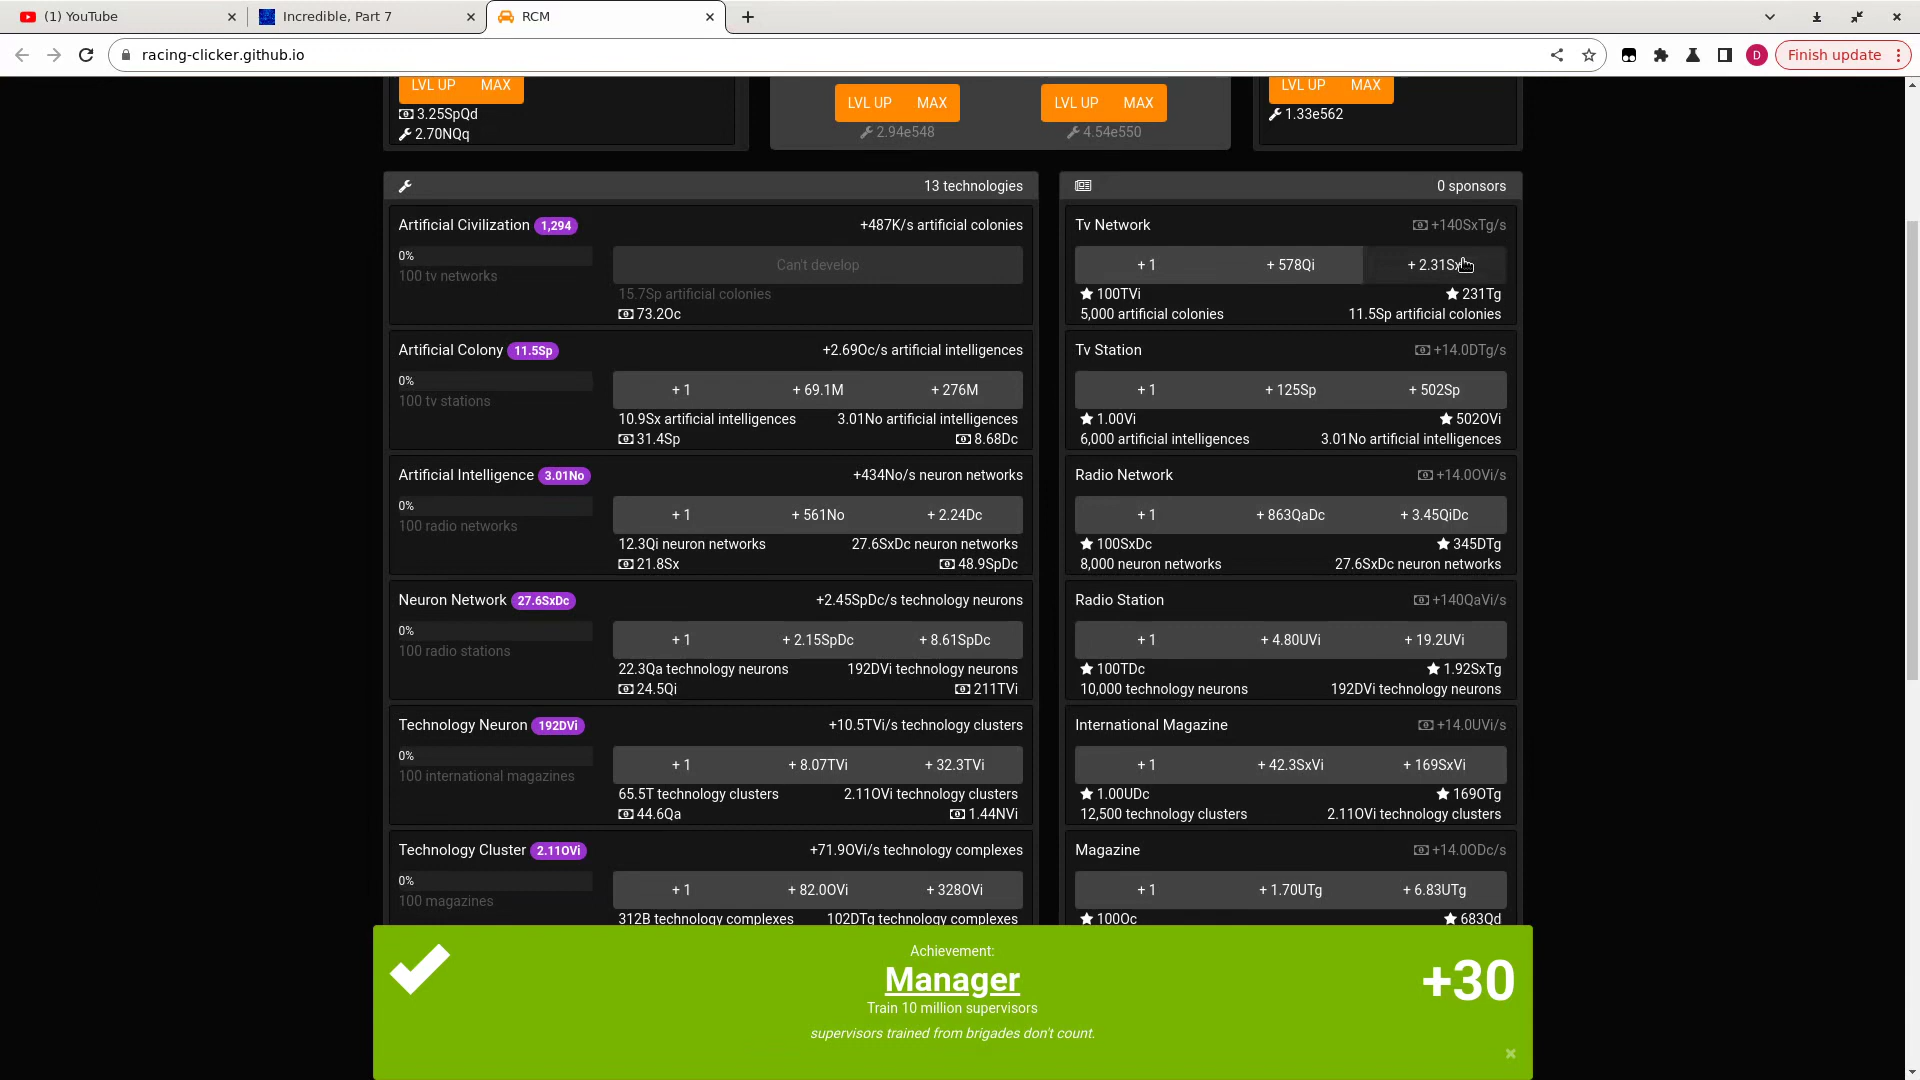 (1) YouTube
Incredible, Part 7
RCM
racing-clicker.github.io
D
Finish update
LVL UP MAX
3.25SpQd
2.70NQq
LVL UP MAX
2.94e548
LVL UP MAX
4.54e550
LVL UP MAX
1.33e562
13 technologies
Artificial Civilization 1,294 +487K/s artificial colonies
0%
100 tv networks
Can't develop
15.7Sp artificial colonies
73.2Oc
Artificial Colony 11.5Sp +2.69Oc/s artificial intelligences
0%
100 tv stations
+ 1 + 69.1M + 276M
10.9Sx artificial intelligences 3.01No artificial intelligences
31.4Sp 8.68Dc
Artificial Intelligence 3.01No +434No/s neuron networks
0%
100 radio networks
+ 1 + 561No + 2.24Dc
12.3Qi neuron networks 27.6SxDc neuron networks
21.8Sx 48.9SpDc
Neuron Network 27.6SxDc +2.45SpDc/s technology neurons
0%
100 radio stations
+ 1 + 2.15SpDc + 8.61SpDc
22.3Qa technology neurons 192DVi technology neurons
24.5Qi 211TVi
Technology Neuron 192DVi +10.5TVi/s technology clusters
0%
100 international magazines
+ 1 + 8.07TVi + 32.3TVi
65.5T technology clusters 2.11OVi technology clusters
44.6Qa 1.44NVi
Technology Cluster 2.11OVi +71.9OVi/s technology complexes
0%
100 magazines
+ 1 + 82.0OVi + 328OVi
312B technology complexes 102DTg technology complexes
0 sponsors
Tv Network +140SxTg/s
+ 1 + 578Qi
100TVi 231Tg
5,000 artificial colonies 11.5Sp artificial colonies
Tv Station +14.0DTg/s
+ 1 + 125Sp + 502Sp
1.00Vi 502OVi
6,000 artificial intelligences 3.01No artificial intelligences
Radio Network +14.0OVi/s
+ 1 + 863QaDc + 3.45QiDc
100SxDc 345DTg
8,000 neuron networks 27.6SxDc neuron networks
Radio Station +140QaVi/s
+ 1 + 4.80UVi + 19.2UVi
100TDc 1.92SxTg
10,000 technology neurons 192DVi technology neurons
International Magazine +14.0UVi/s
+ 1 + 42.3SxVi + 169SxVi
1.00UDc 169OTg
12,500 technology clusters 2.11OVi technology clusters
Magazine +14.0ODc/s
+ 1 + 1.70UTg + 6.83UTg
100Oc 683Qd
Achievement:
Manager
Train 10 million supervisors
supervisors trained from brigades don't count.
+30